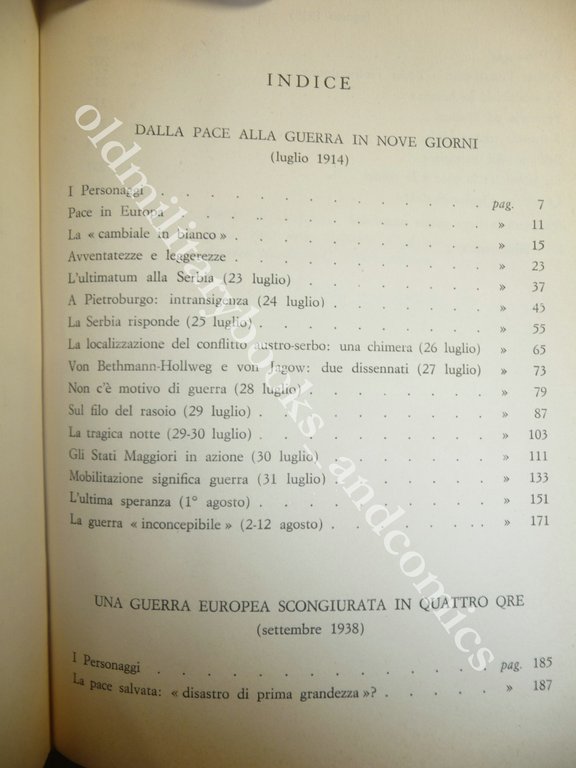 INDICE
DALLA PACE ALLA GUERRA IN NOVE GIORNI
(luglio 1914)
I Personaggi . . . . . . . . . . . . pag. 7
Pace in Europa . . . . . . . . . . . » 11
La « cambiale in bianco » . . . . . . . . . » 15
Avventatezze e leggerezze . . . . . . . . . » 23
L'ultimatum alla Serbia (23 luglio) . . . . . . . » 37
A Pietroburgo: intransigenza (24 luglio) . . . . . . » 45
La Serbia risponde (25 luglio) . . . . . . . . » 55
La localizzazione del conflitto austro-serbo: una chimera (26 luglio) » 65
Von Bethmann-Hollweg e von Jagow: due dissennati (27 luglio) » 73
Non c'è motivo di guerra (28 luglio) . . . . . . . » 79
Sul filo del rasoio (29 luglio) . . . . . . . . » 87
La tragica notte (29-30 luglio) . . . . . . . . » 103
Gli Stati Maggiori in azione (30 luglio) . . . . . . » 111
Mobilitazione significa guerra (31 luglio) . . . . . . » 133
L'ultima speranza (1° agosto) . . . . . . . . » 151
La guerra « inconcepibile » (2-12 agosto) . . . . . . » 171
UNA GUERRA EUROPEA SCONGIURATA IN QUATTRO ORE
(settembre 1938)
I Personaggi . . . . . . . . . . . . pag. 185
La pace salvata: « disastro di prima grandezza »? . . . . » 187
oldmilitarybooks_andcomics